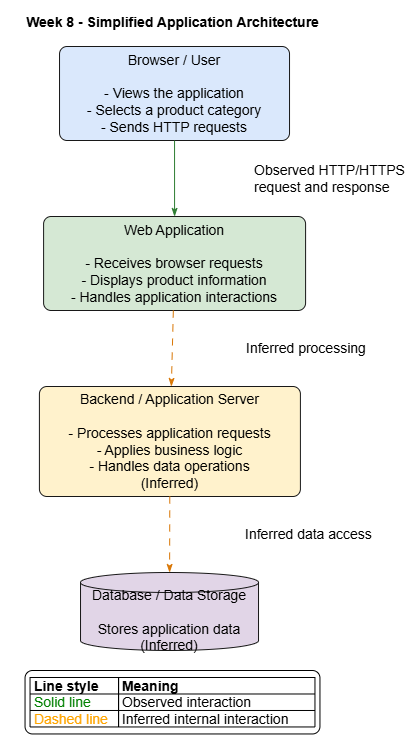 Week 8 - Simplified Application Architecture
Browser / User
- Views the application
- Selects a product category
- Sends HTTP requests
Observed HTTP/HTTPS
request and response
Web Application
- Receives browser requests
- Displays product information
- Handles application interactions
Inferred processing
Backend / Application Server
- Processes application requests
- Applies business logic
- Handles data operations
(Inferred)
Inferred data access
Database / Data Storage
Stores application data
(Inferred)
Line style Meaning
Solid line Observed interaction
Dashed line Inferred internal interaction